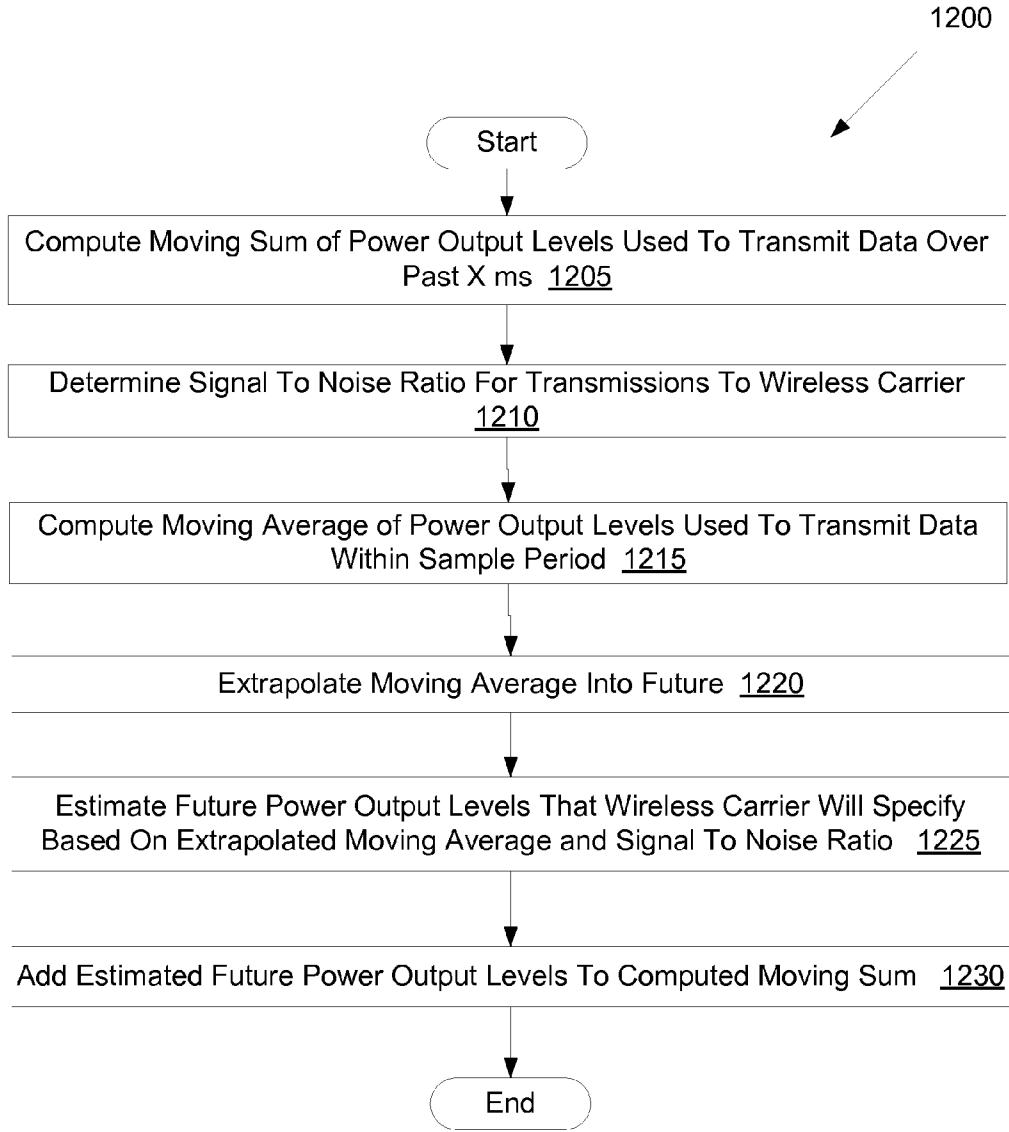 1200
Start
Compute Moving Sum of Power Output Levels Used To Transmit Data Over
Past X ms 1205
Determine Signal To Noise Ratio For Transmissions To Wireless Carrier
1210
Compute Moving Average of Power Output Levels Used To Transmit Data
Within Sample Period 1215
Extrapolate Moving Average Into Future 1220
Estimate Future Power Output Levels That Wireless Carrier Will Specify
Based On Extrapolated Moving Average and Signal To Noise Ratio 1225
Add Estimated Future Power Output Levels To Computed Moving Sum 1230
End